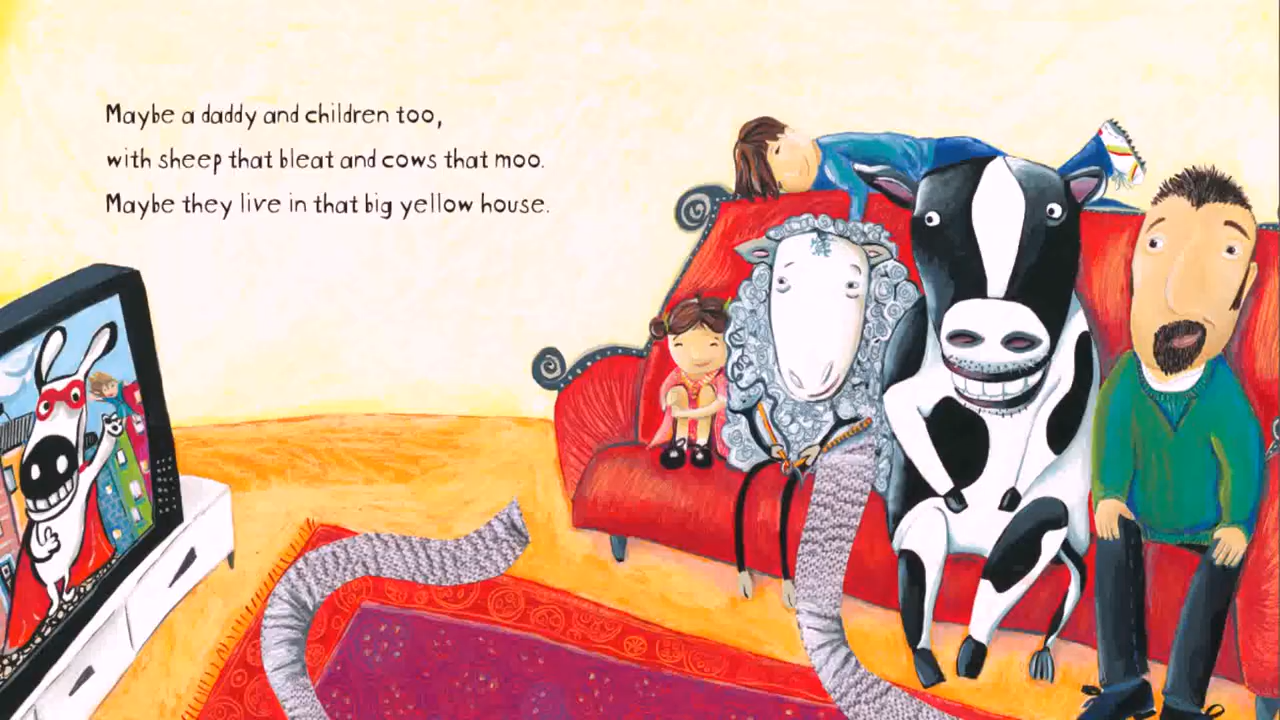 Maybe a daddy and children too,
with sheep that bleat and cows that moo.
Maybe they live in that big yellow house.